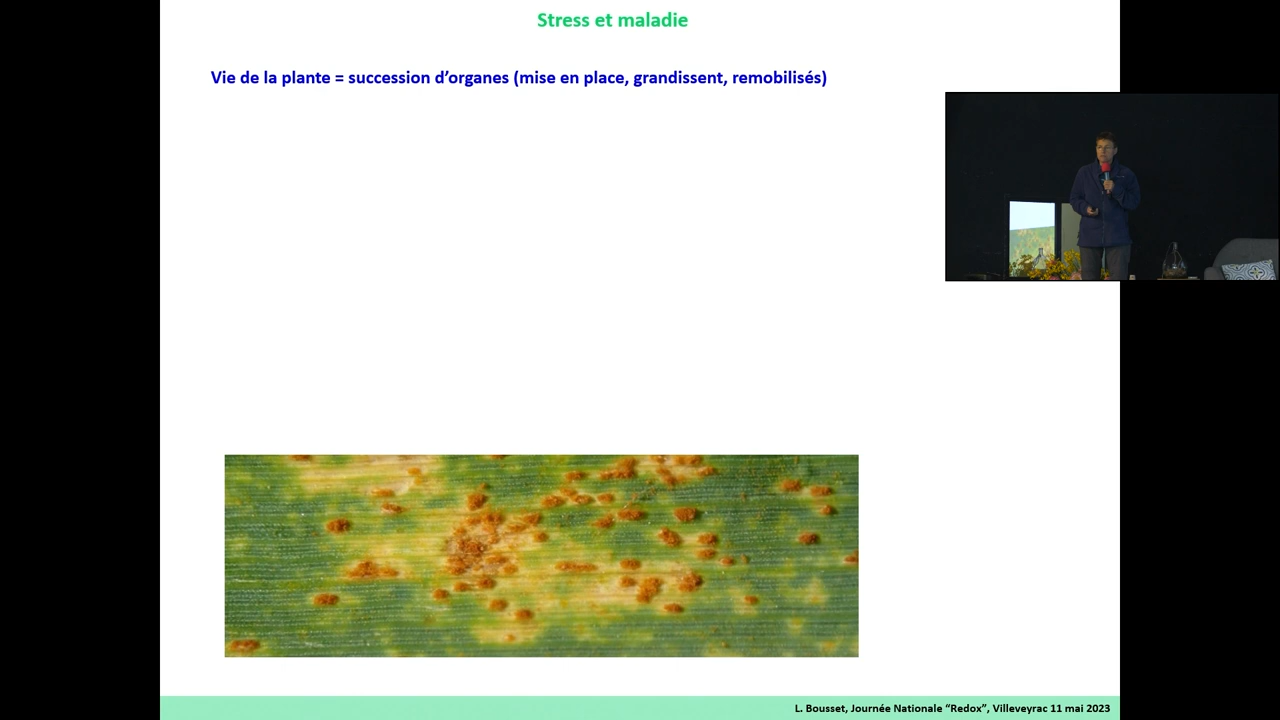 Stress et maladie
Vie de la plante = succession d’organes (mise en place, grandissent, remobilisés)
L. Bousset, Journée Nationale “Redox”, Villeveyrac 11 mai 2023